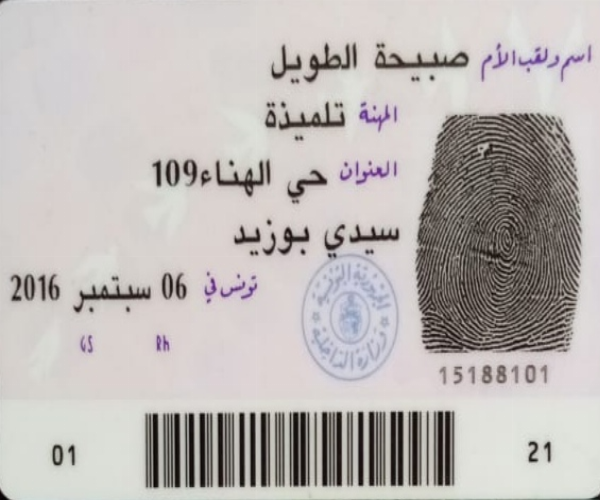 اسم ولقب الأم صبيحة الطويل
المهنة تلميذة
العنوان حي الهناء109
سيدي بوزيد
تونس في 06 سبتمبر 2016
GS Rh
الجمهورية التونسية
وزارة الداخلية
15188101
01 21